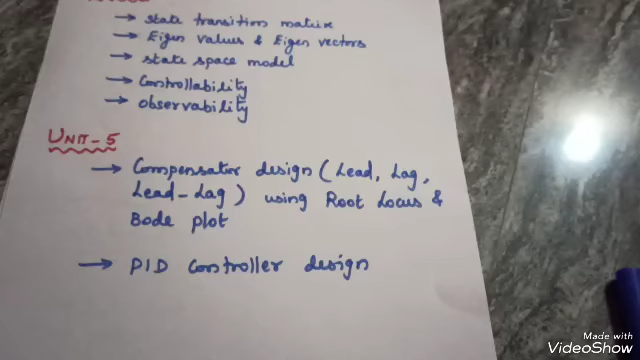 → state transition matrix
→ Eigen values & Eigen vectors
→ state space model
→ Controllability
→ observability
UNIT-5
→ Compensator design (Lead, Lag,
Lead-Lag) using Root Locus &
Bode plot
→ PID Controller design
Made with
VideoShow